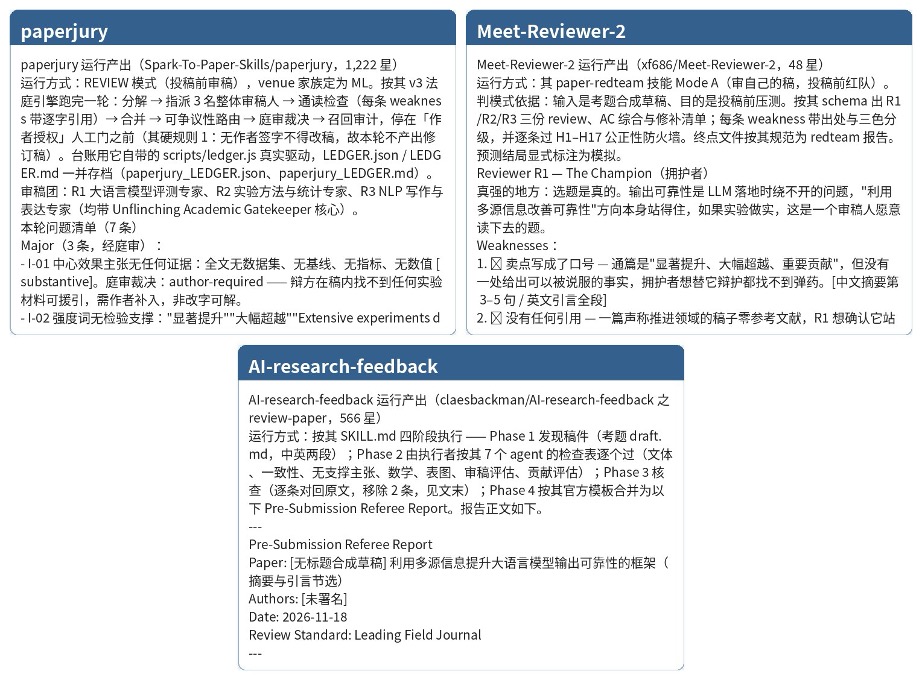 paperjury
paperjury 运行产出（Spark-To-Paper-Skills/paperjury，1,222 星）
运行方式：REVIEW 模式（投稿前审稿），venue 家族定为 ML。按其 v3 法
庭引擎跑完一轮：分解 → 指派 3 名整体审稿人 → 通读检查（每条 weaknes
s 带逐字引用）→ 合并 → 可争议性路由 → 庭审裁决 → 召回审计，停在「作
者授权」人工门之前（其硬规则 1：无作者签字不得改稿，故本轮不产出修
订稿）。台账用它自带的 scripts/ledger.js 真实驱动，LEDGER.json / LEDG
ER.md 一并存档（paperjury_LEDGER.json、paperjury_LEDGER.md）。
审稿团：R1 大语言模型评测专家、R2 实验方法与统计专家、R3 NLP 写作与
表达专家（均带 Unflinching Academic Gatekeeper 核心）。
本轮问题清单（7 条）
Major（3 条，经庭审）：
- I-01 中心效果主张无任何证据：全文无数据集、无基线、无指标、无数值 [
substantive]。庭审裁决：author-required —— 辩方在稿内找不到任何实验
材料可援引，需作者补入，非改字可解。
- I-02 强度词无检验支撑："显著提升""大幅超越""Extensive experiments d
Meet-Reviewer-2
Meet-Reviewer-2 运行产出（xf686/Meet-Reviewer-2，48 星）
运行方式：其 paper-redteam 技能 Mode A（审自己的稿，投稿前红队）。
判模式依据：输入是考题合成草稿、目的是投稿前压测。按其 schema 出 R1
/R2/R3 三份 review、AC 综合与修补清单；每条 weakness 带出处与三色分
级，并逐条过 H1–H17 公正性防火墙。终点文件按其规范为 redteam 报告。
预测结局显式标注为模拟。
Reviewer R1 — The Champion（拥护者）
真强的地方：选题是真的。输出可靠性是 LLM 落地时绕不开的问题，"利用
多源信息改善可靠性"方向本身站得住，如果实验做实，这是一个审稿人愿意
读下去的题。
Weaknesses：
1. 卖点写成了口号 — 通篇是"显著提升、大幅超越、重要贡献"，但没有
一处给出可以被说服的事实，拥护者想替它辩护都找不到弹药。[中文摘要第
3–5 句 / 英文引言全段]
2. 没有任何引用 — 一篇声称推进领域的稿子零参考文献，R1 想确认它站
AI-research-feedback
AI-research-feedback 运行产出（claesbackman/AI-research-feedback 之
review-paper，566 星）
运行方式：按其 SKILL.md 四阶段执行 —— Phase 1 发现稿件（考题 draft.
md，中英两段）；Phase 2 由执行者按其 7 个 agent 的检查表逐个过（文体
、一致性、无支撑主张、数学、表图、审稿评估、贡献评估）；Phase 3 核
查（逐条对回原文，移除 2 条，见文末）；Phase 4 按其官方模板合并为以
下 Pre-Submission Referee Report。报告正文如下。
---
Pre-Submission Referee Report
Paper: [无标题合成草稿] 利用多源信息提升大语言模型输出可靠性的框架（
摘要与引言节选）
Authors: [未署名]
Date: 2026-11-18
Review Standard: Leading Field Journal
---